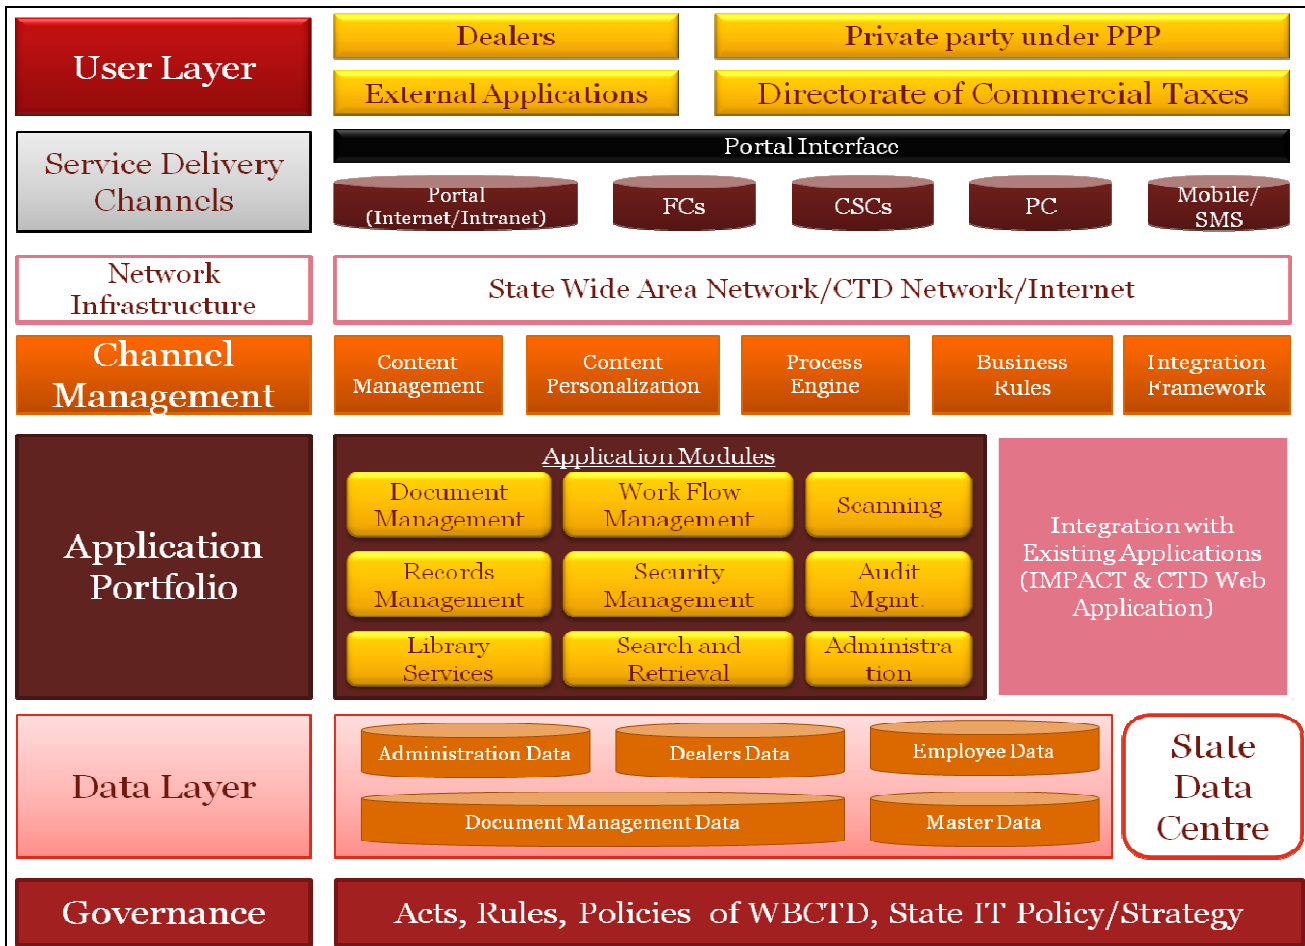 User Layer
Dealers
Private party under PPP
External Applications
Directorate of Commercial Taxes
Service Delivery
Channels
Portal Interface
Portal
(Internet/Intranet)
FCs
CSCs
PC
Mobile/
SMS
Network
Infrastructure
State Wide Area Network/CTD Network/Internet
Channel
Management
Content
Management
Content
Personalization
Process
Engine
Business
Rules
Integration
Framework
Application
Portfolio
Application Modules
Document
Management
Work Flow
Management
Scanning
Records
Management
Security
Management
Audit
Mgmt.
Library
Services
Search and
Retrieval
Administra
tion
Integration with
Existing Applications
(IMPACT & CTD Web
Application)
Data Layer
Administration Data
Dealers Data
Employee Data
Document Management Data
Master Data
State
Data
Centre
Governance
Acts, Rules, Policies of WBCTD, State IT Policy/Strategy